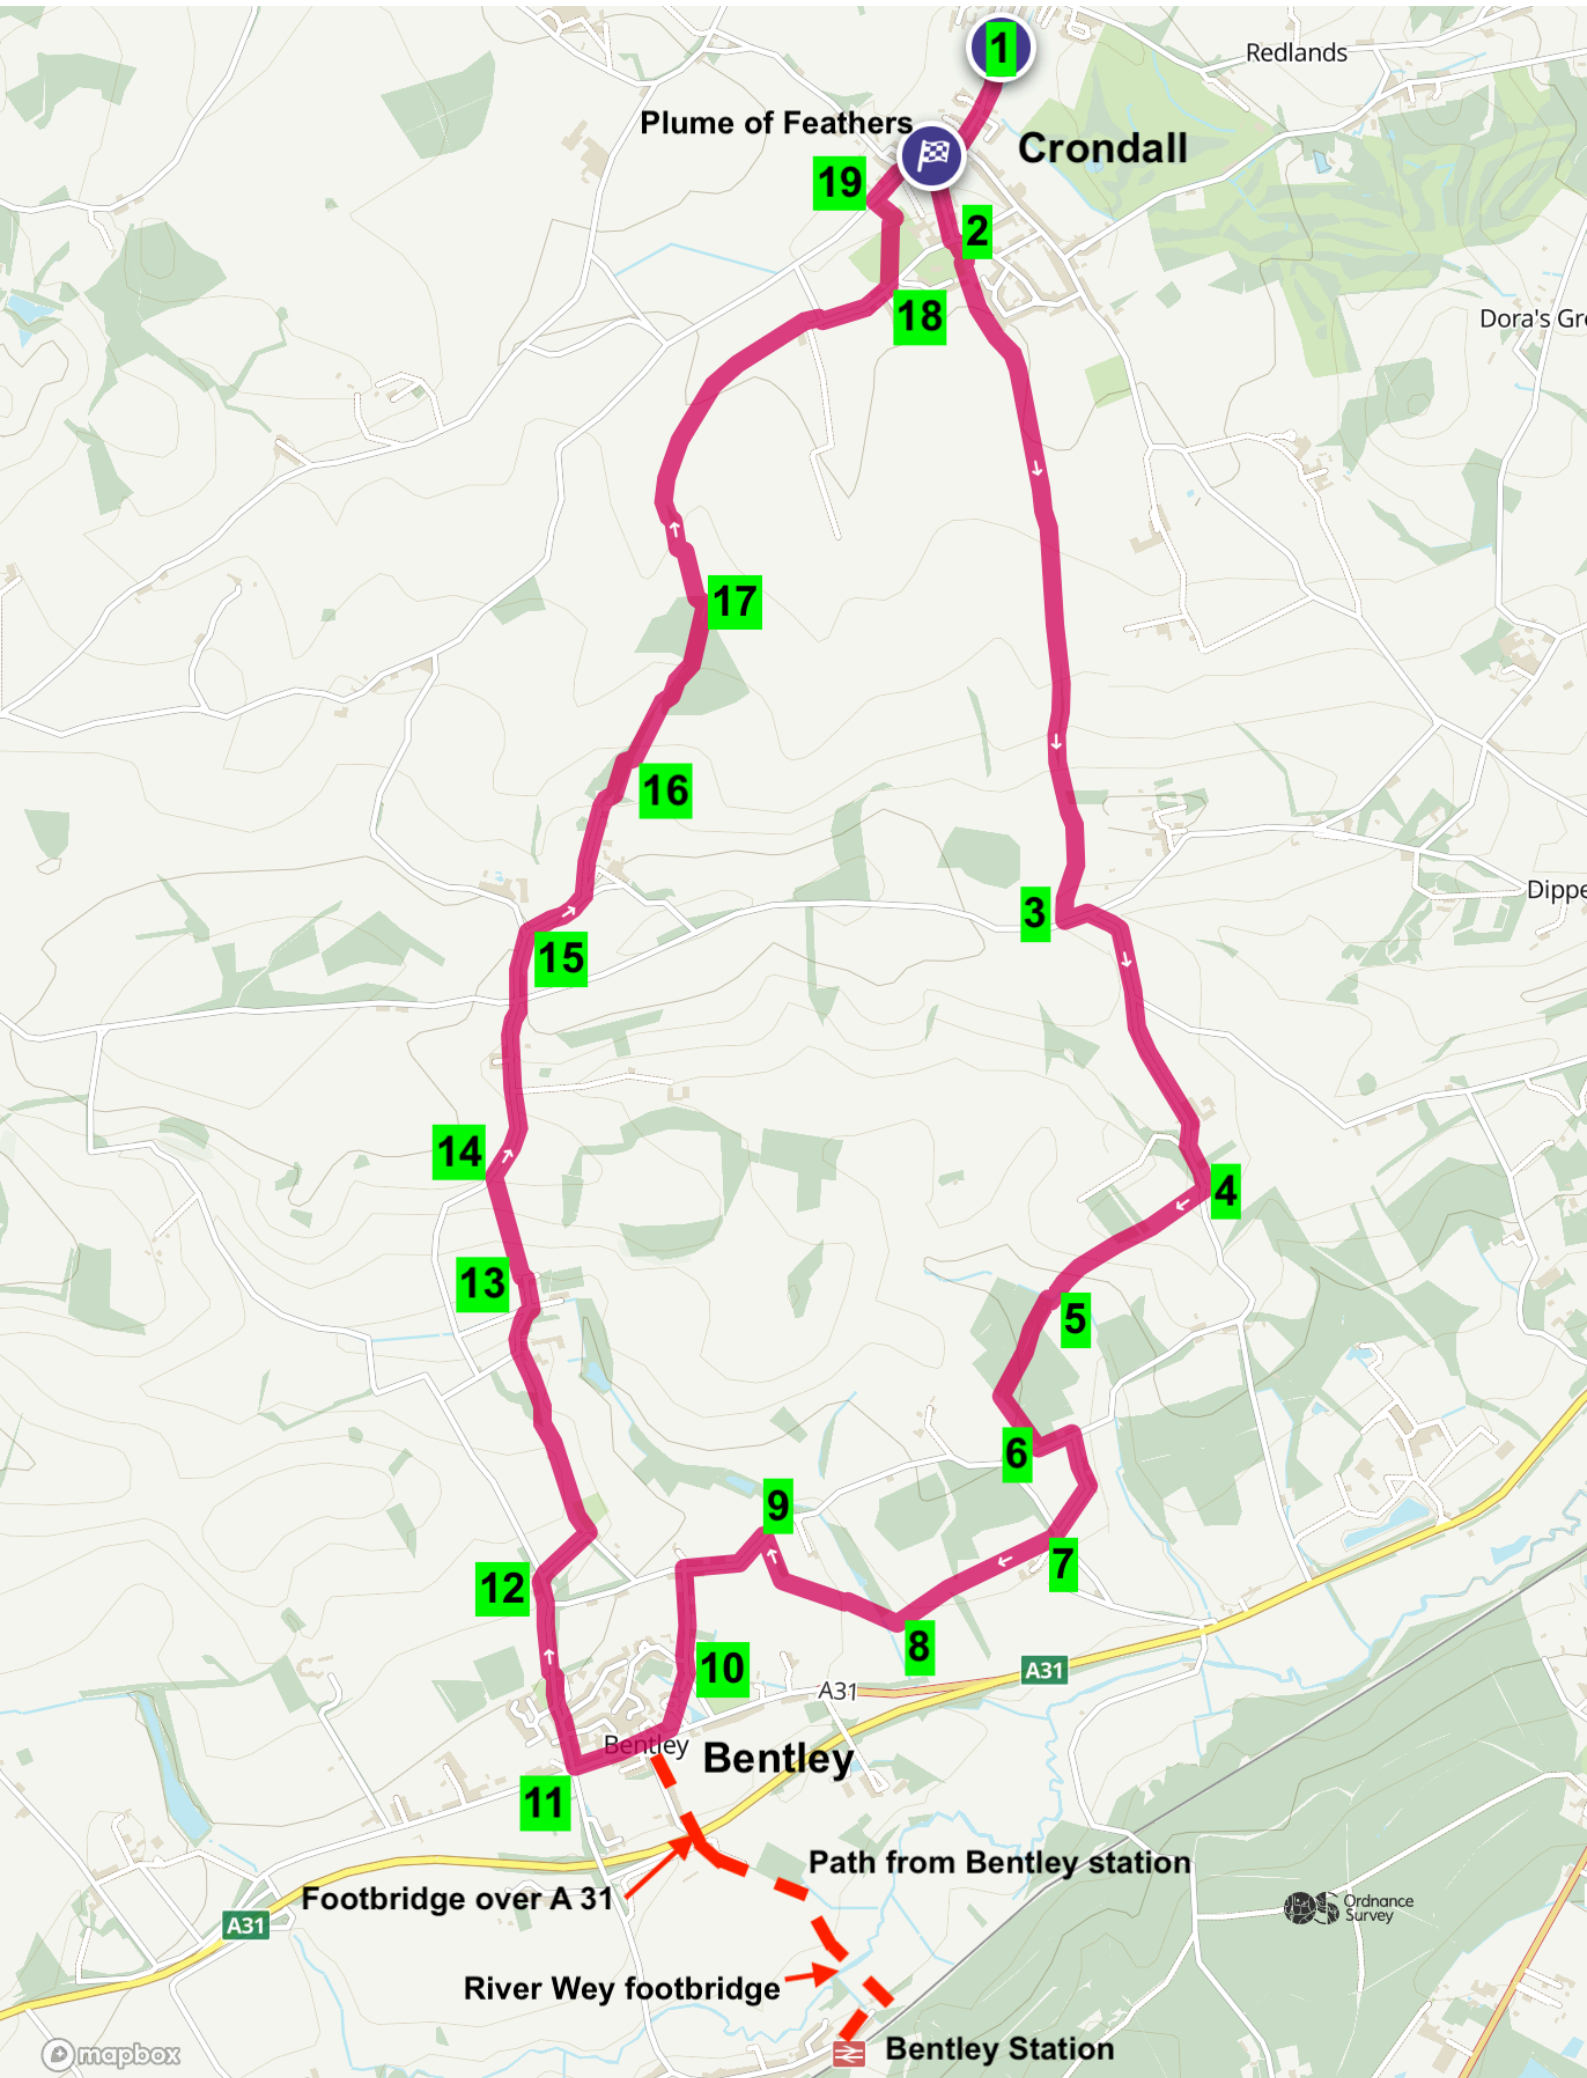 1
Redlands
Plume of Feathers
Crondall
19
2
18
Dora's Gr
17
16
3
Dippe
15
14
4
13
5
6
9
7
12
8
10
A31
A31
Bentley
Bentley
11
Path from Bentley station
Footbridge over A 31
Ordnance
Survey
A31
River Wey footbridge
Bentley Station
mapbox